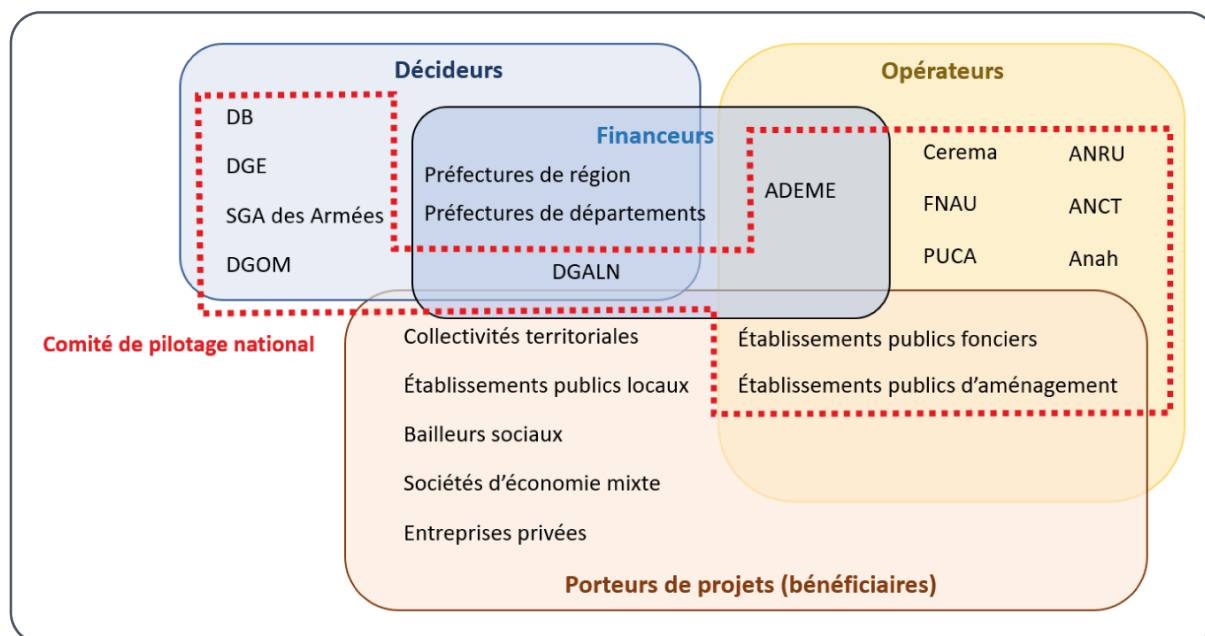 Décideurs
DB
DGE
SGA des Armées
DGOM
Financeurs
Préfectures de région
Préfectures de départements
DGALN
ADEME
Opérateurs
Cerema
ANRU
FNAU
ANCT
PUCA
Anah
Comité de pilotage national
Collectivités territoriales
Établissements publics locaux
Bailleurs sociaux
Sociétés d’économie mixte
Entreprises privées
Établissements publics fonciers
Établissements publics d’aménagement
Porteurs de projets (bénéficiaires)